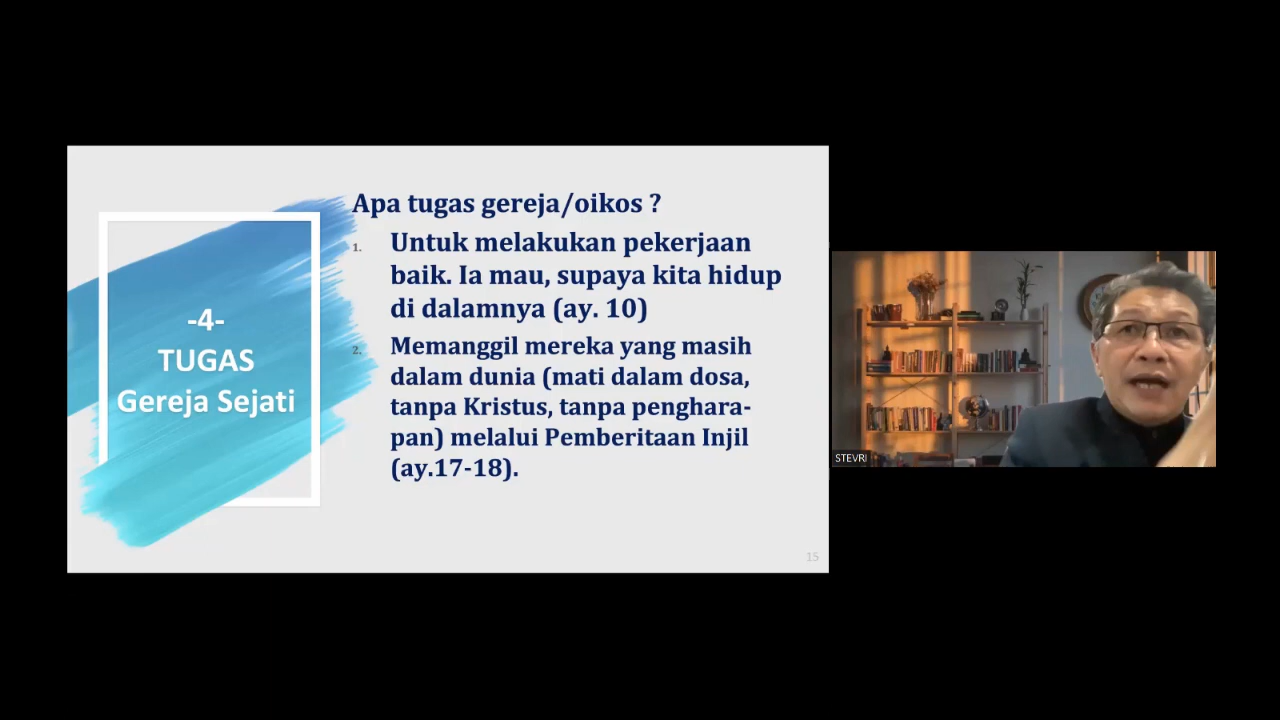 -4-
TUGAS
Gereja Sejati
Apa tugas gereja/oikos ?
1. Untuk melakukan pekerjaan
baik. Ia mau, supaya kita hidup
di dalamnya (ay. 10)
2. Memanggil mereka yang masih
dalam dunia (mati dalam dosa,
tanpa Kristus, tanpa penghara-
pan) melalui Pemberitaan Injil
(ay.17-18).
15
STEVRI